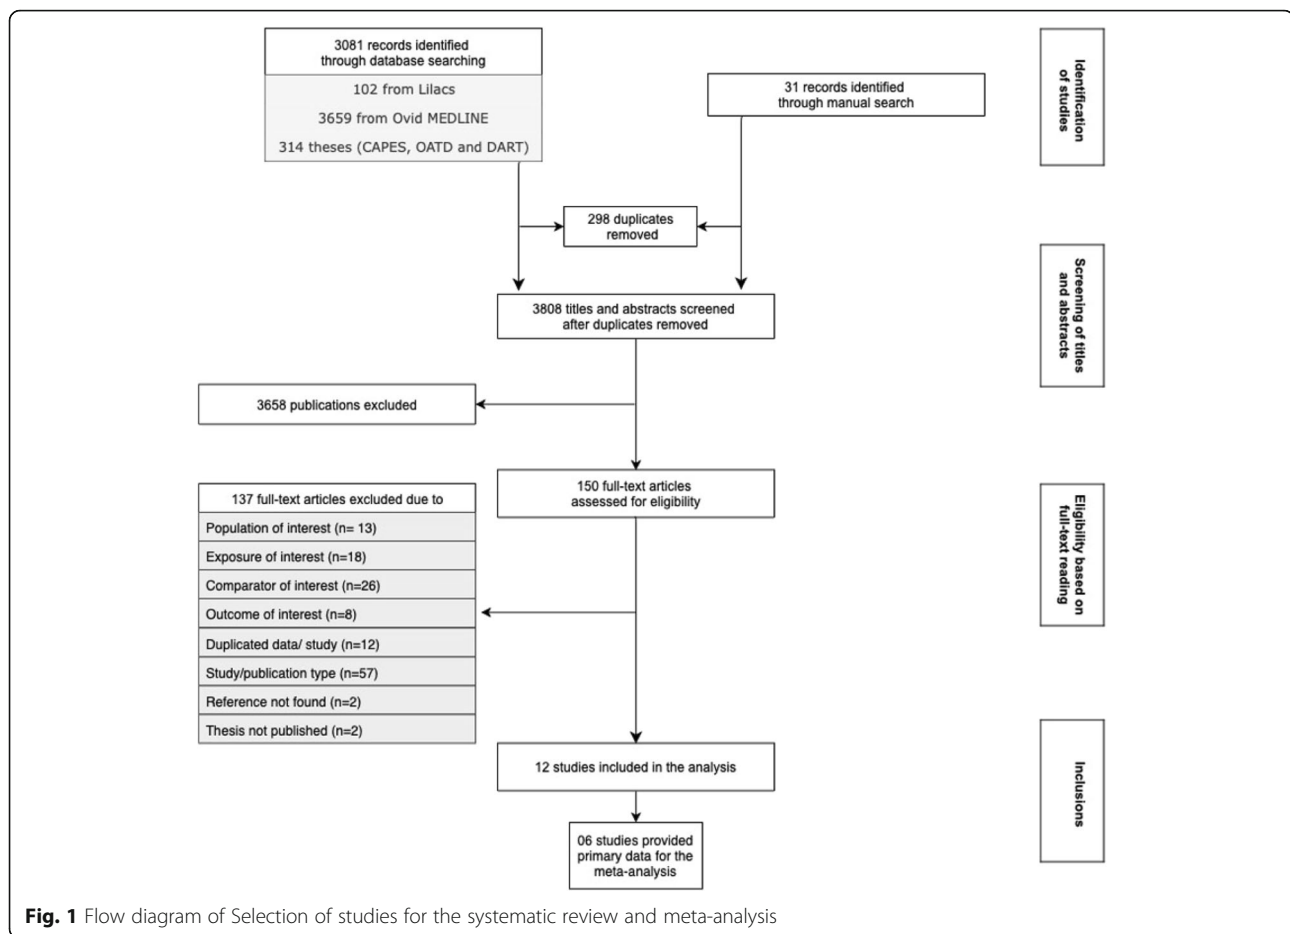 3081 records identified
through database searching
102 from Lilacs
3659 from Ovid MEDLINE
314 theses (CAPES, OATD and DART)
31 records identified
through manual search
Identification
of studies
298 duplicates
removed
Screening of titles
and abstracts
3808 titles and abstracts screened
after duplicates removed
3658 publications excluded
150 full-text articles
assessed for eligibility
Eligibility based on
full-text reading
137 full-text articles excluded due to
Population of interest (n= 13)
Exposure of interest (n=18)
Comparator of interest (n=26)
Outcome of interest (n=8)
Duplicated data/ study (n=12)
Study/publication type (n=57)
Reference not found (n=2)
Thesis not published (n=2)
12 studies included in the analysis
Inclusions
06 studies provided
primary data for the
meta-analysis
Fig. 1 Flow diagram of Selection of studies for the systematic review and meta-analysis